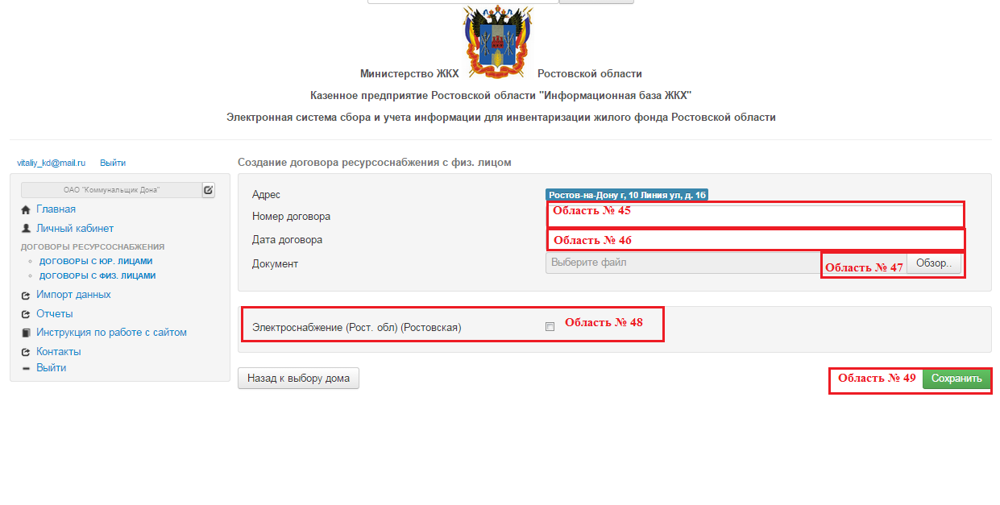 Министерство ЖКХ Ростовской области
Казенное предприятие Ростовской области "Информационная база ЖКХ"
Электронная система сбора и учета информации для инвентаризации жилого фонда Ростовской области
vitaliy_kd@mail.ru Выйти
ОАО "Коммунальщик Дона"
Главная
Личный кабинет
ДОГОВОРЫ РЕСУРСОСНАБЖЕНИЯ
ДОГОВОРЫ С ЮР. ЛИЦАМИ
ДОГОВОРЫ С ФИЗ. ЛИЦАМИ
Импорт данных
Отчеты
Инструкция по работе с сайтом
Контакты
Выйти
Создание договора ресурсоснабжения с физ. лицом
Адрес Ростов-на-Дону г, 10 Линия ул, д. 1б
Номер договора Область № 45
Дата договора Область № 46
Документ Выберите файл Область № 47 Обзор..
Электроснабжение (Рост. обл) (Ростовская) Область № 48
Назад к выбору дома Область № 49 Сохранить